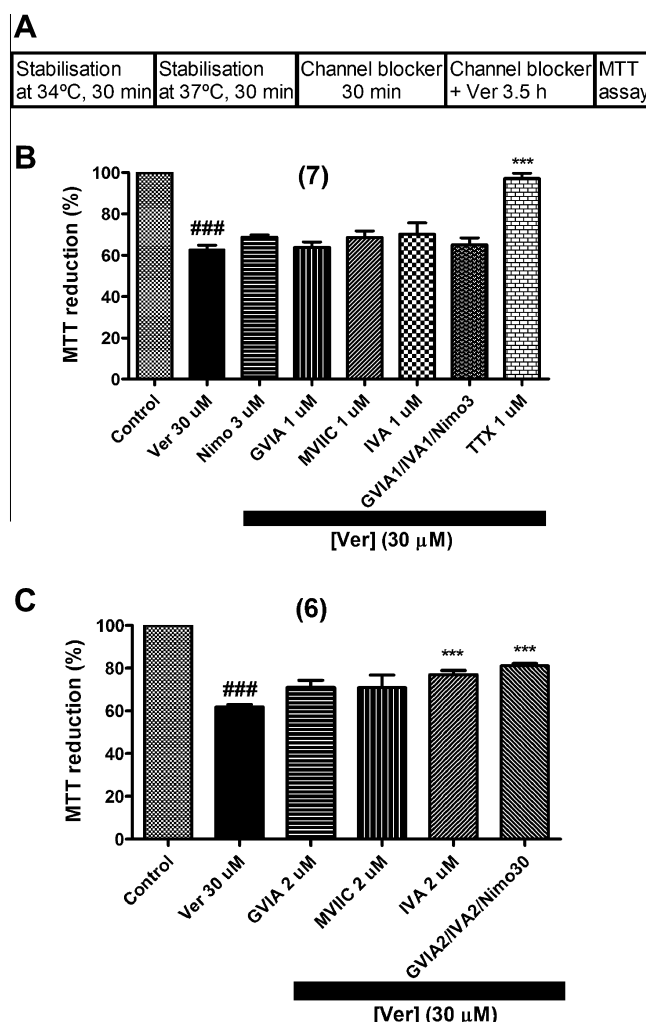 A
Stabilisation at 34ºC, 30 min
Stabilisation at 37ºC, 30 min
Channel blocker 30 min
Channel blocker + Ver 3.5 h
MTT assay
B
(7)
MTT reduction (%)
100
80
60
40
20
0
###
***
Control
Ver 30 uM
Nimo 3 uM
GVIA 1 uM
MVIIC 1 uM
IVA 1 uM
GVIA1/IVA1/Nimo3
TTX 1 uM
[Ver] (30 µM)
C
(6)
MTT reduction (%)
100
80
60
40
20
0
###
***
***
Control
Ver 30 uM
GVIA 2 uM
MVIIC 2 uM
IVA 2 uM
GVIA2/IVA2/Nimo30
[Ver] (30 µM)